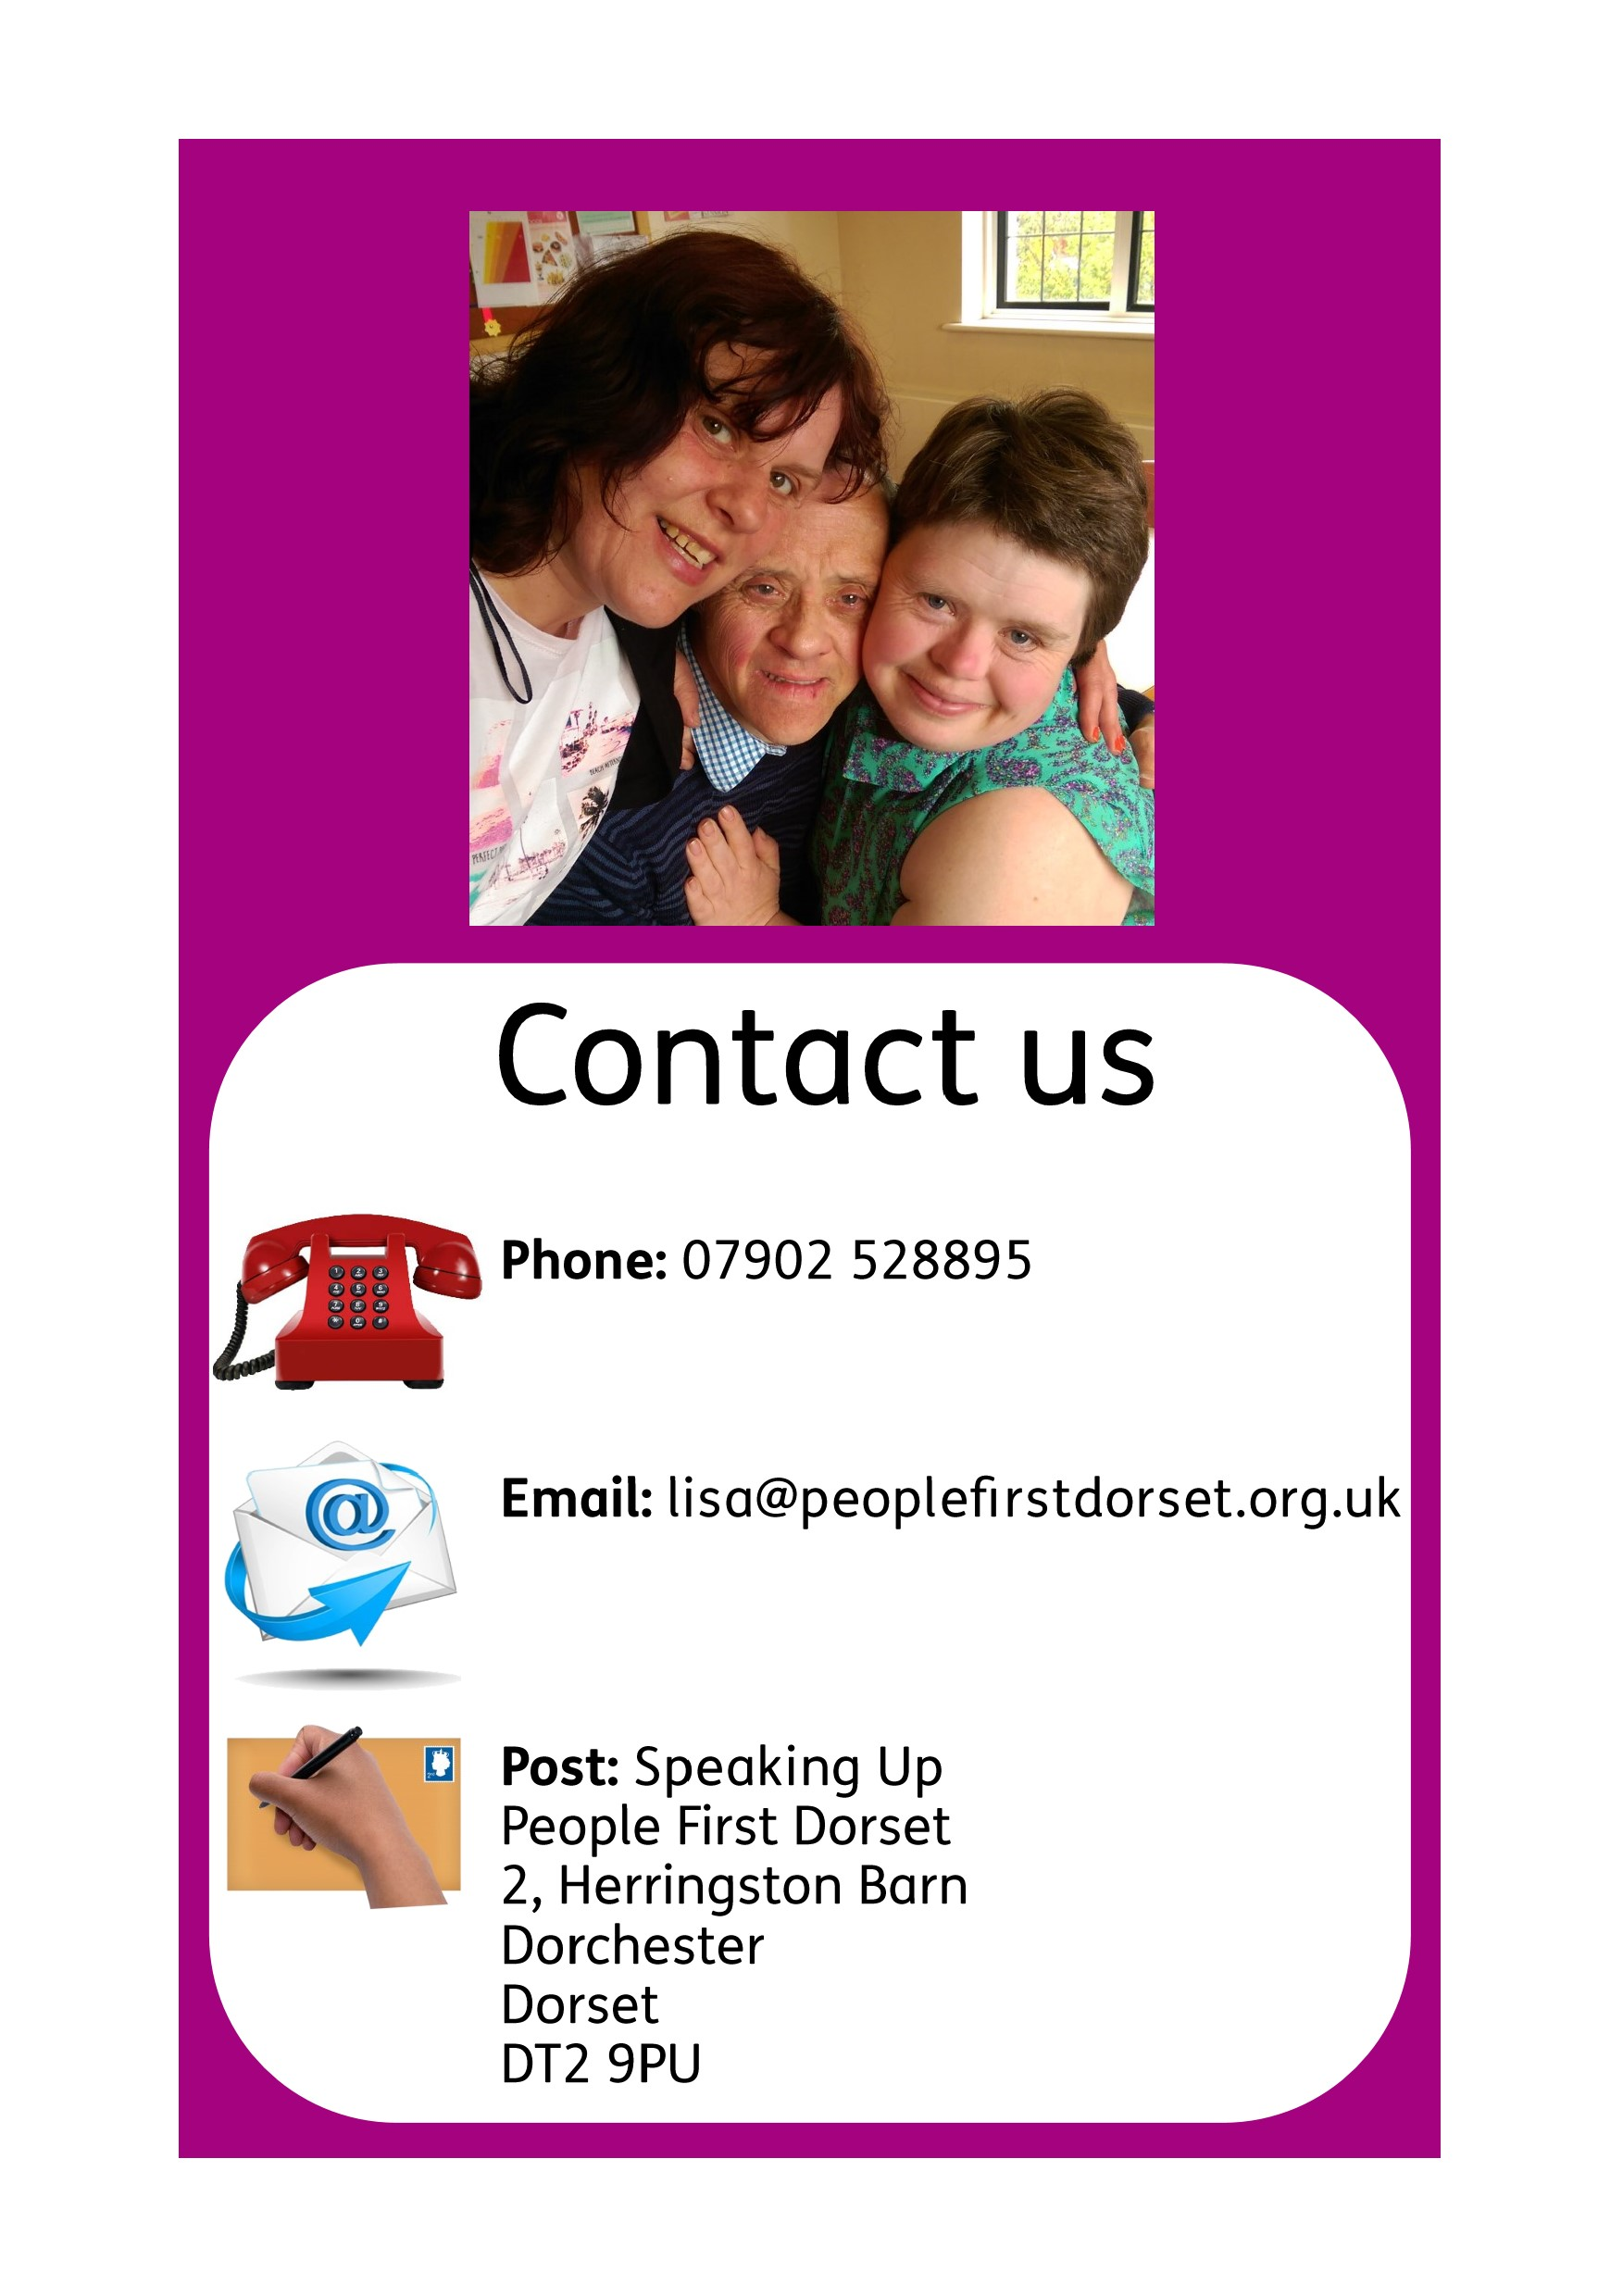 Contact us
Phone: 07902 528895
Email: lisa@peoplefirstdorset.org.uk
Post: Speaking Up
People First Dorset
2, Herringston Barn
Dorchester
Dorset
DT2 9PU